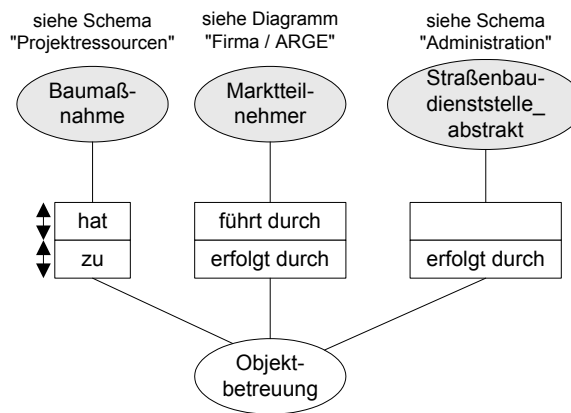 siehe Schema
"Projektressourcen"
siehe Diagramm
"Firma / ARGE"
siehe Schema
"Administration"
Baumaß-
nahme
Marktteil-
nehmer
Straßenbau-
dienststelle_
abstrakt
hat
zu
führt durch
erfolgt durch
erfolgt durch
Objekt-
betreuung